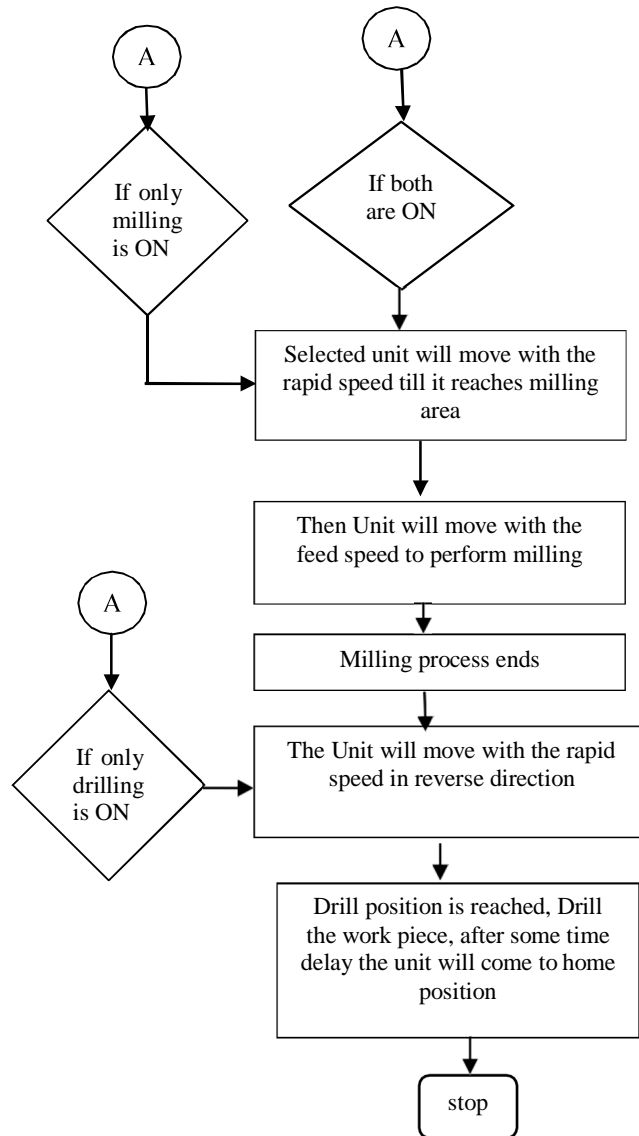 A
A
If only
milling
is ON
If both
are ON
Selected unit will move with the
rapid speed till it reaches milling
area
Then Unit will move with the
feed speed to perform milling
A
Milling process ends
If only
drilling
is ON
The Unit will move with the rapid
speed in reverse direction
Drill position is reached, Drill
the work piece, after some time
delay the unit will come to home
position
stop